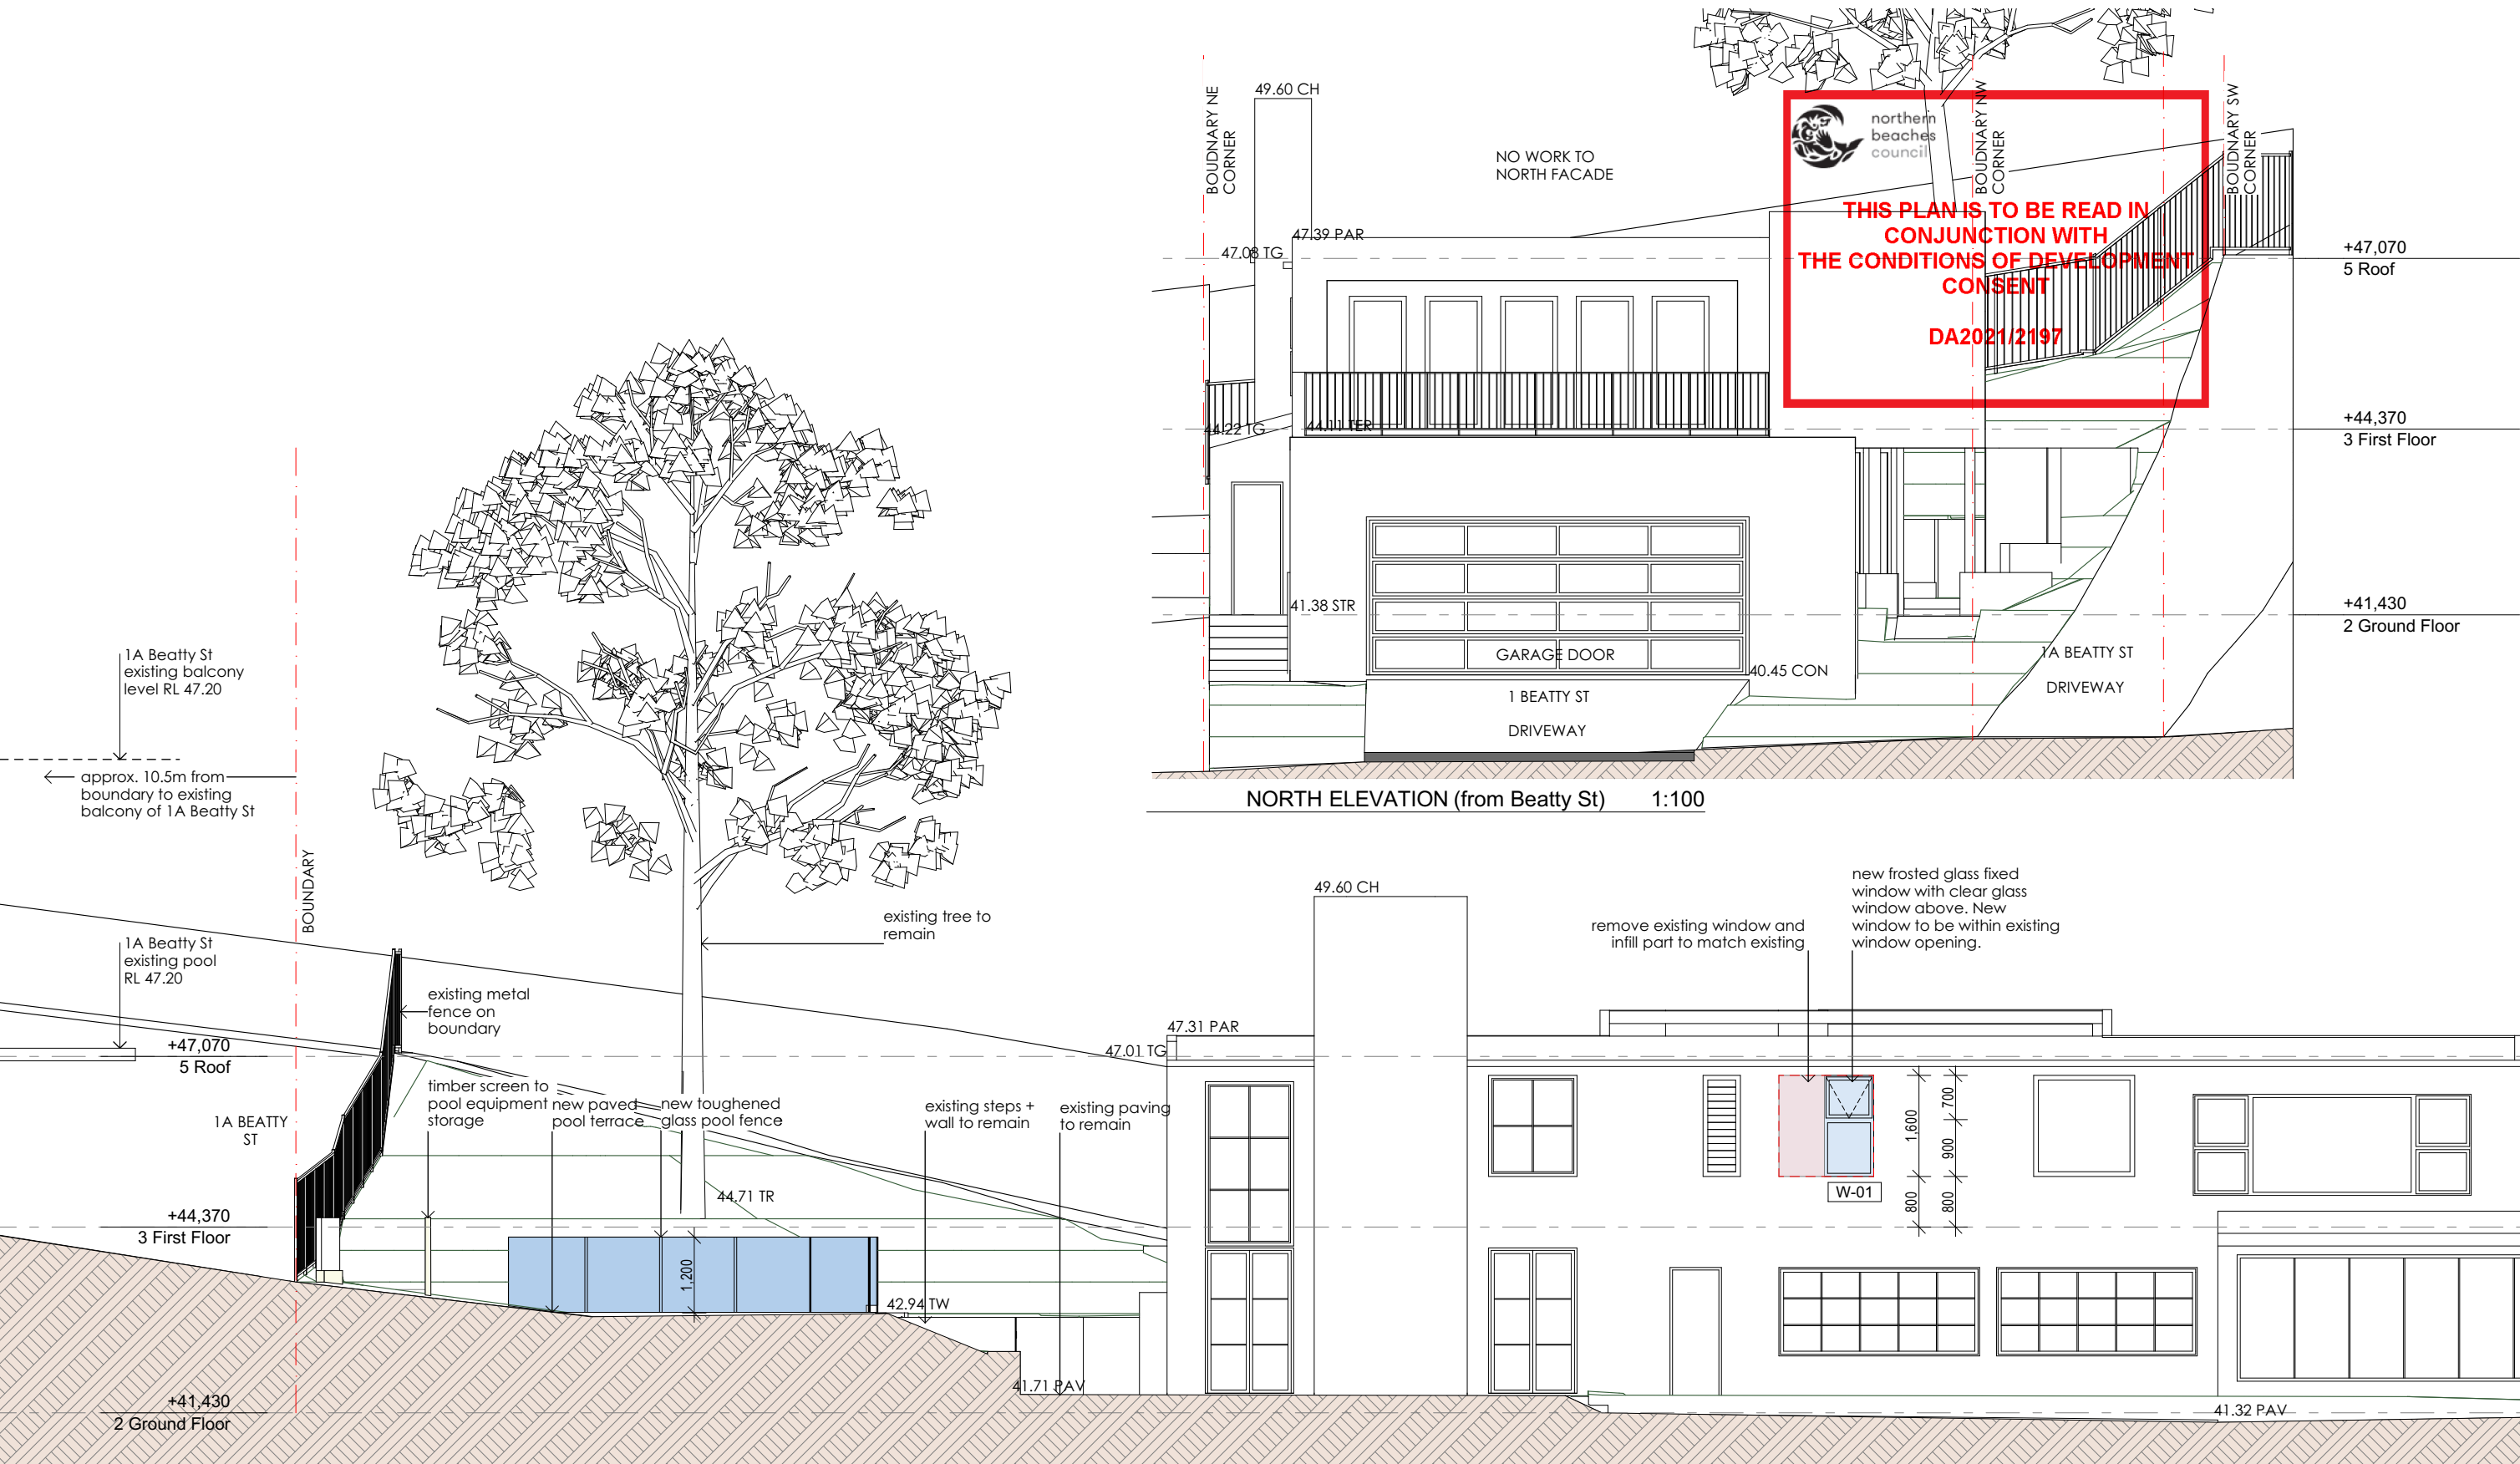 BOUDNARY NE
CORNER
49.60 CH
NO WORK TO
NORTH FACADE
northern
beaches
council
BOUDNARY NW
CORNER
BOUDNARY SW
CORNER
THIS PLAN IS TO BE READ IN
CONJUNCTION WITH
THE CONDITIONS OF DEVELOPMENT
CONSENT
DA2021/2197
47.39 PAR
47.08 TG
+47,070
5 Roof
44.22 TG
44.11 TER
+44,370
3 First Floor
41.38 STR
+41,430
2 Ground Floor
GARAGE DOOR
40.45 CON
1 BEATTY ST
DRIVEWAY
1A BEATTY ST
DRIVEWAY
NORTH ELEVATION (from Beatty St) 1:100
1A Beatty St
existing balcony
level RL 47.20
approx. 10.5m from
boundary to existing
balcony of 1A Beatty St
BOUNDARY
1A Beatty St
existing pool
RL 47.20
existing metal
fence on
boundary
existing tree to
remain
+47,070
5 Roof
1A BEATTY
ST
timber screen to
pool equipment
storage
new paved
pool terrace
new toughened
glass pool fence
existing steps +
wall to remain
existing paving
to remain
44.71 TR
+44,370
3 First Floor
1,200
42.94 TW
41.71 PAV
+41,430
2 Ground Floor
49.60 CH
47.31 PAR
47.01 TG
remove existing window and
infill part to match existing
new frosted glass fixed
window with clear glass
window above. New
window to be within existing
window opening.
1,600
700
900
800
800
W-01
41.32 PAV